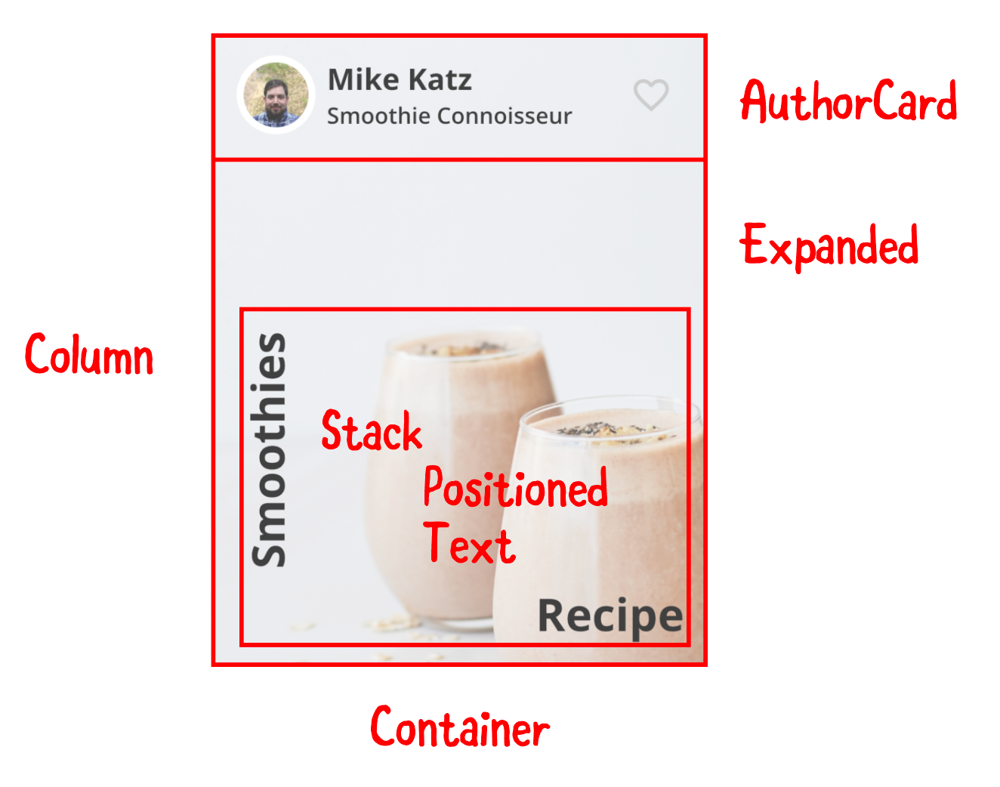 Mike Katz
Smoothie Connoisseur
AuthorCard
Expanded
Column
Smoothies
Stack
Positioned
Text
Recipe
Container